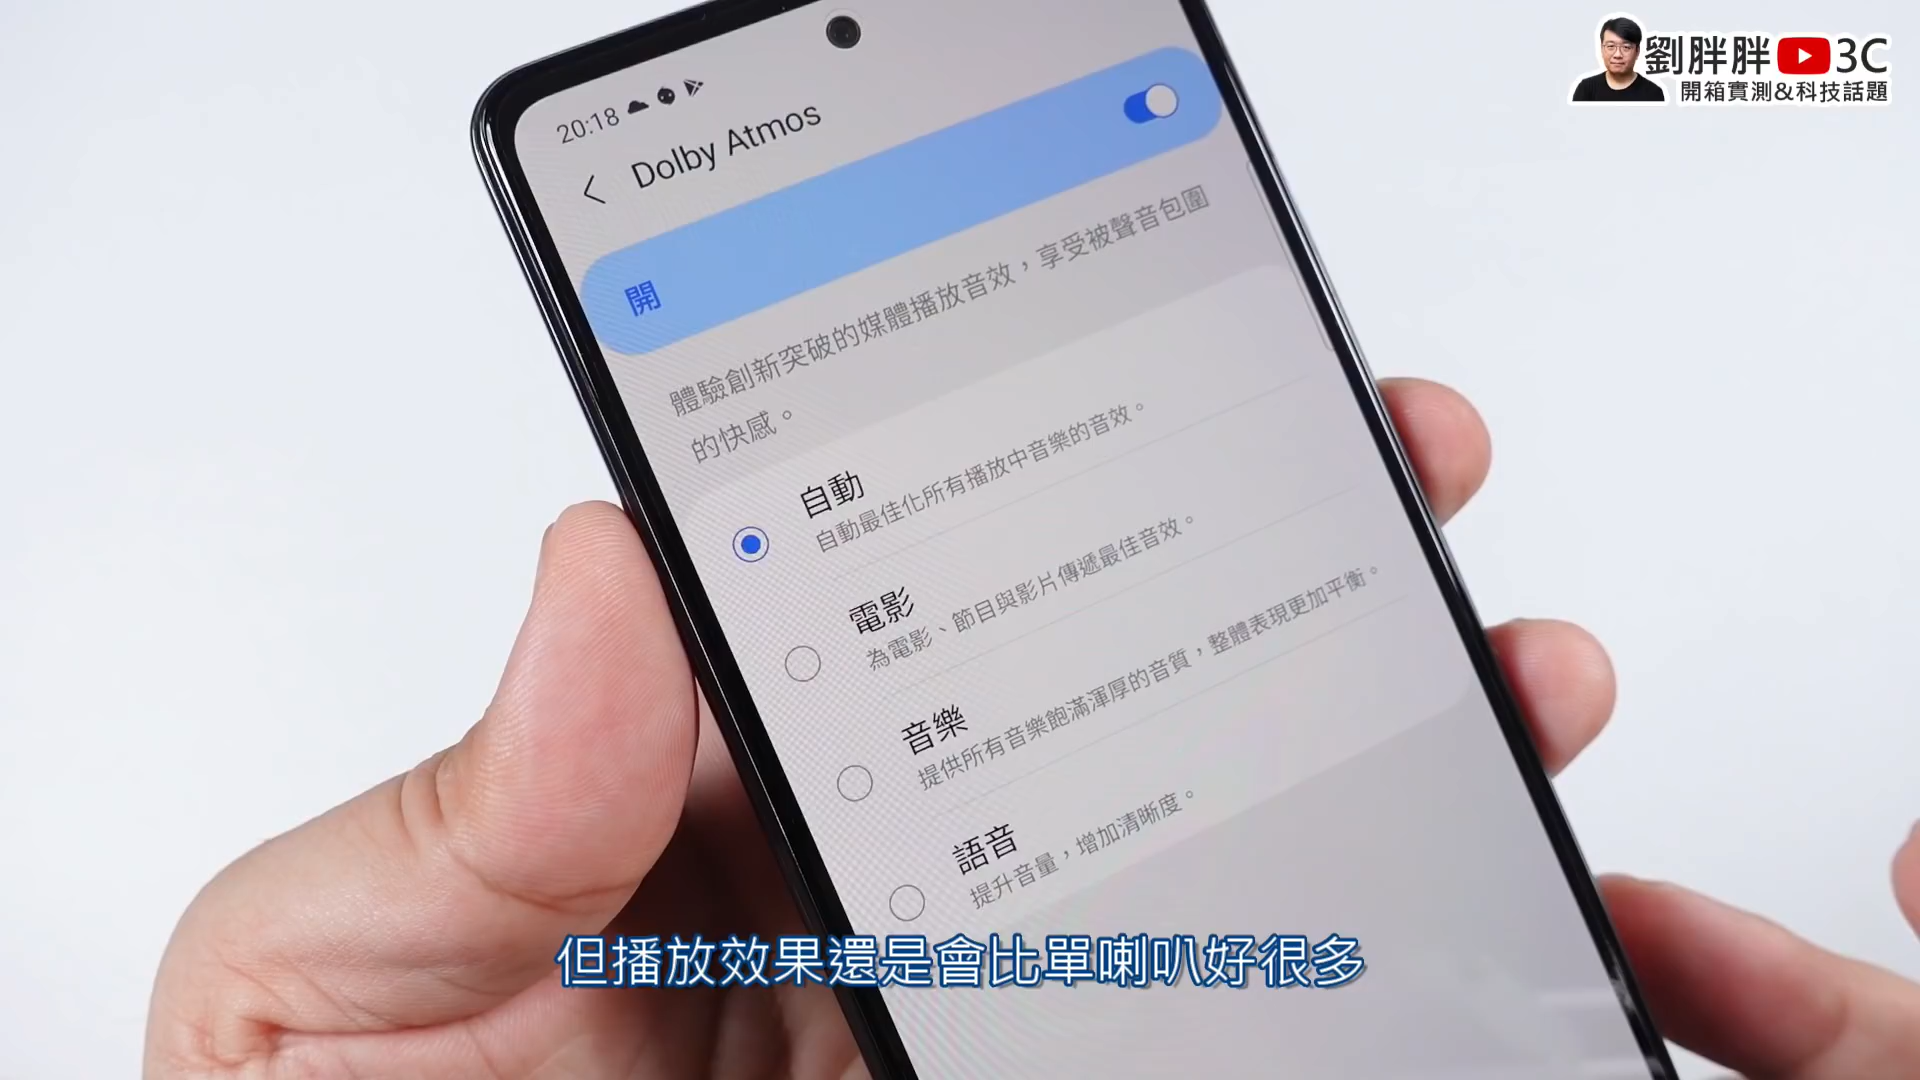 劉胖胖 3C
開箱實測&科技話題
20:18
Dolby Atmos
開
體驗創新突破的媒體播放音效，享受被聲音包圍
的快感。
自動
自動最佳化所有播放中音樂的音效。
電影
為電影、節目與影片傳遞最佳音效。
音樂
提供所有音樂飽滿渾厚的音質，整體表現更加平衡。
語音
提升音量，增加清晰度。
但播放效果還是會比單喇叭好很多